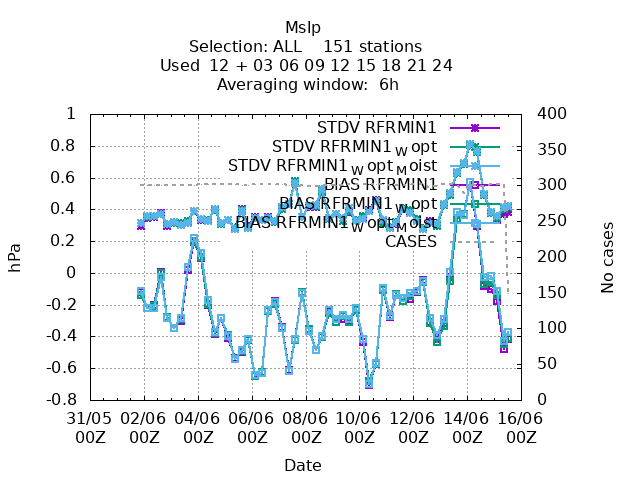 Mslp
Selection: ALL    151 stations
Used  12 + 03 06 09 12 15 18 21 24
Averaging window:  6h
1
0.8
0.6
0.4
0.2
0
-0.2
-0.4
-0.6
-0.8
hPa
STDV RFRMIN1
STDV RFRMIN1_W opt
STDV RFRMIN1_W opt_M oist
BIAS RFRMIN1
BIAS RFRMIN1_W opt
BIAS RFRMIN1_W opt_M oist
CASES
400
350
300
250
200
150
100
50
0
No cases
31/05 02/06 04/06 06/06 08/06 10/06 12/06 14/06 16/06
00Z 00Z 00Z 00Z 00Z 00Z 00Z 00Z 00Z
Date